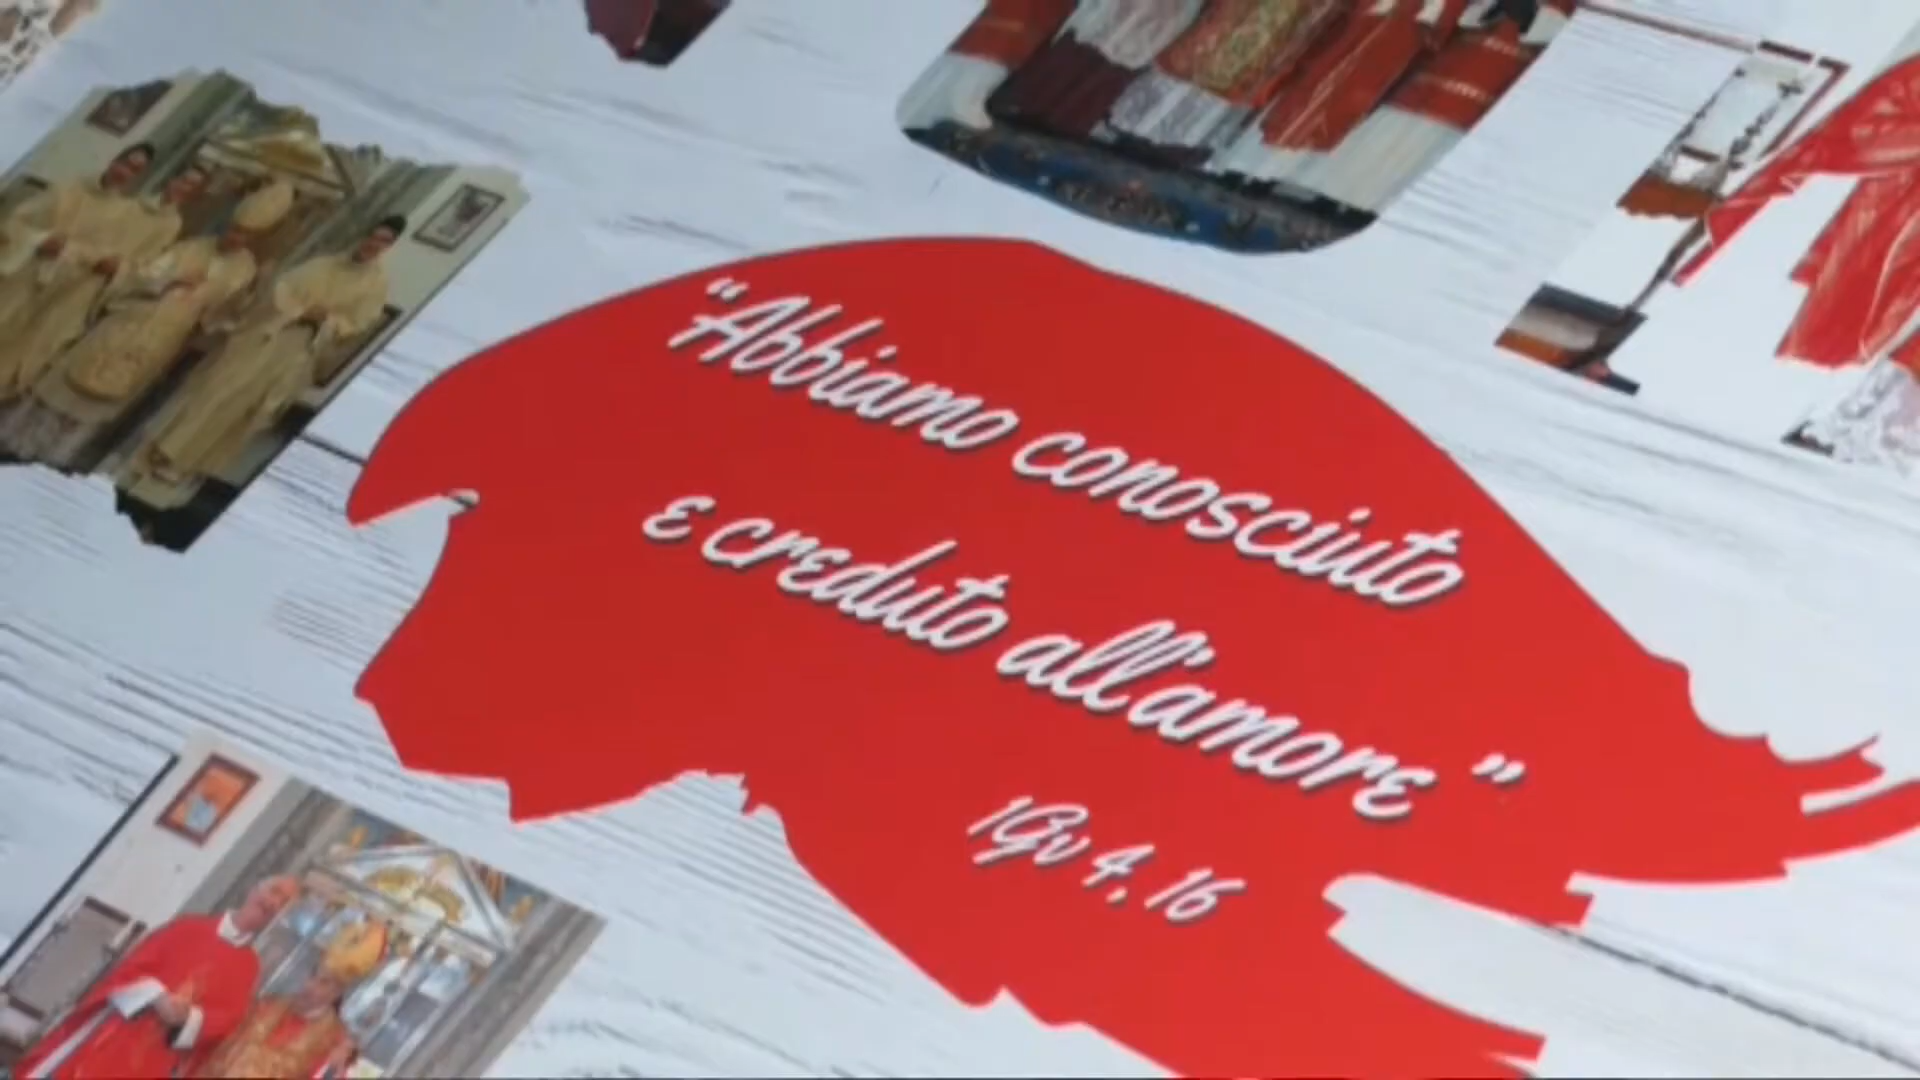 “Abbiamo conosciuto
e creduto all'amore”
1Gv 4, 16